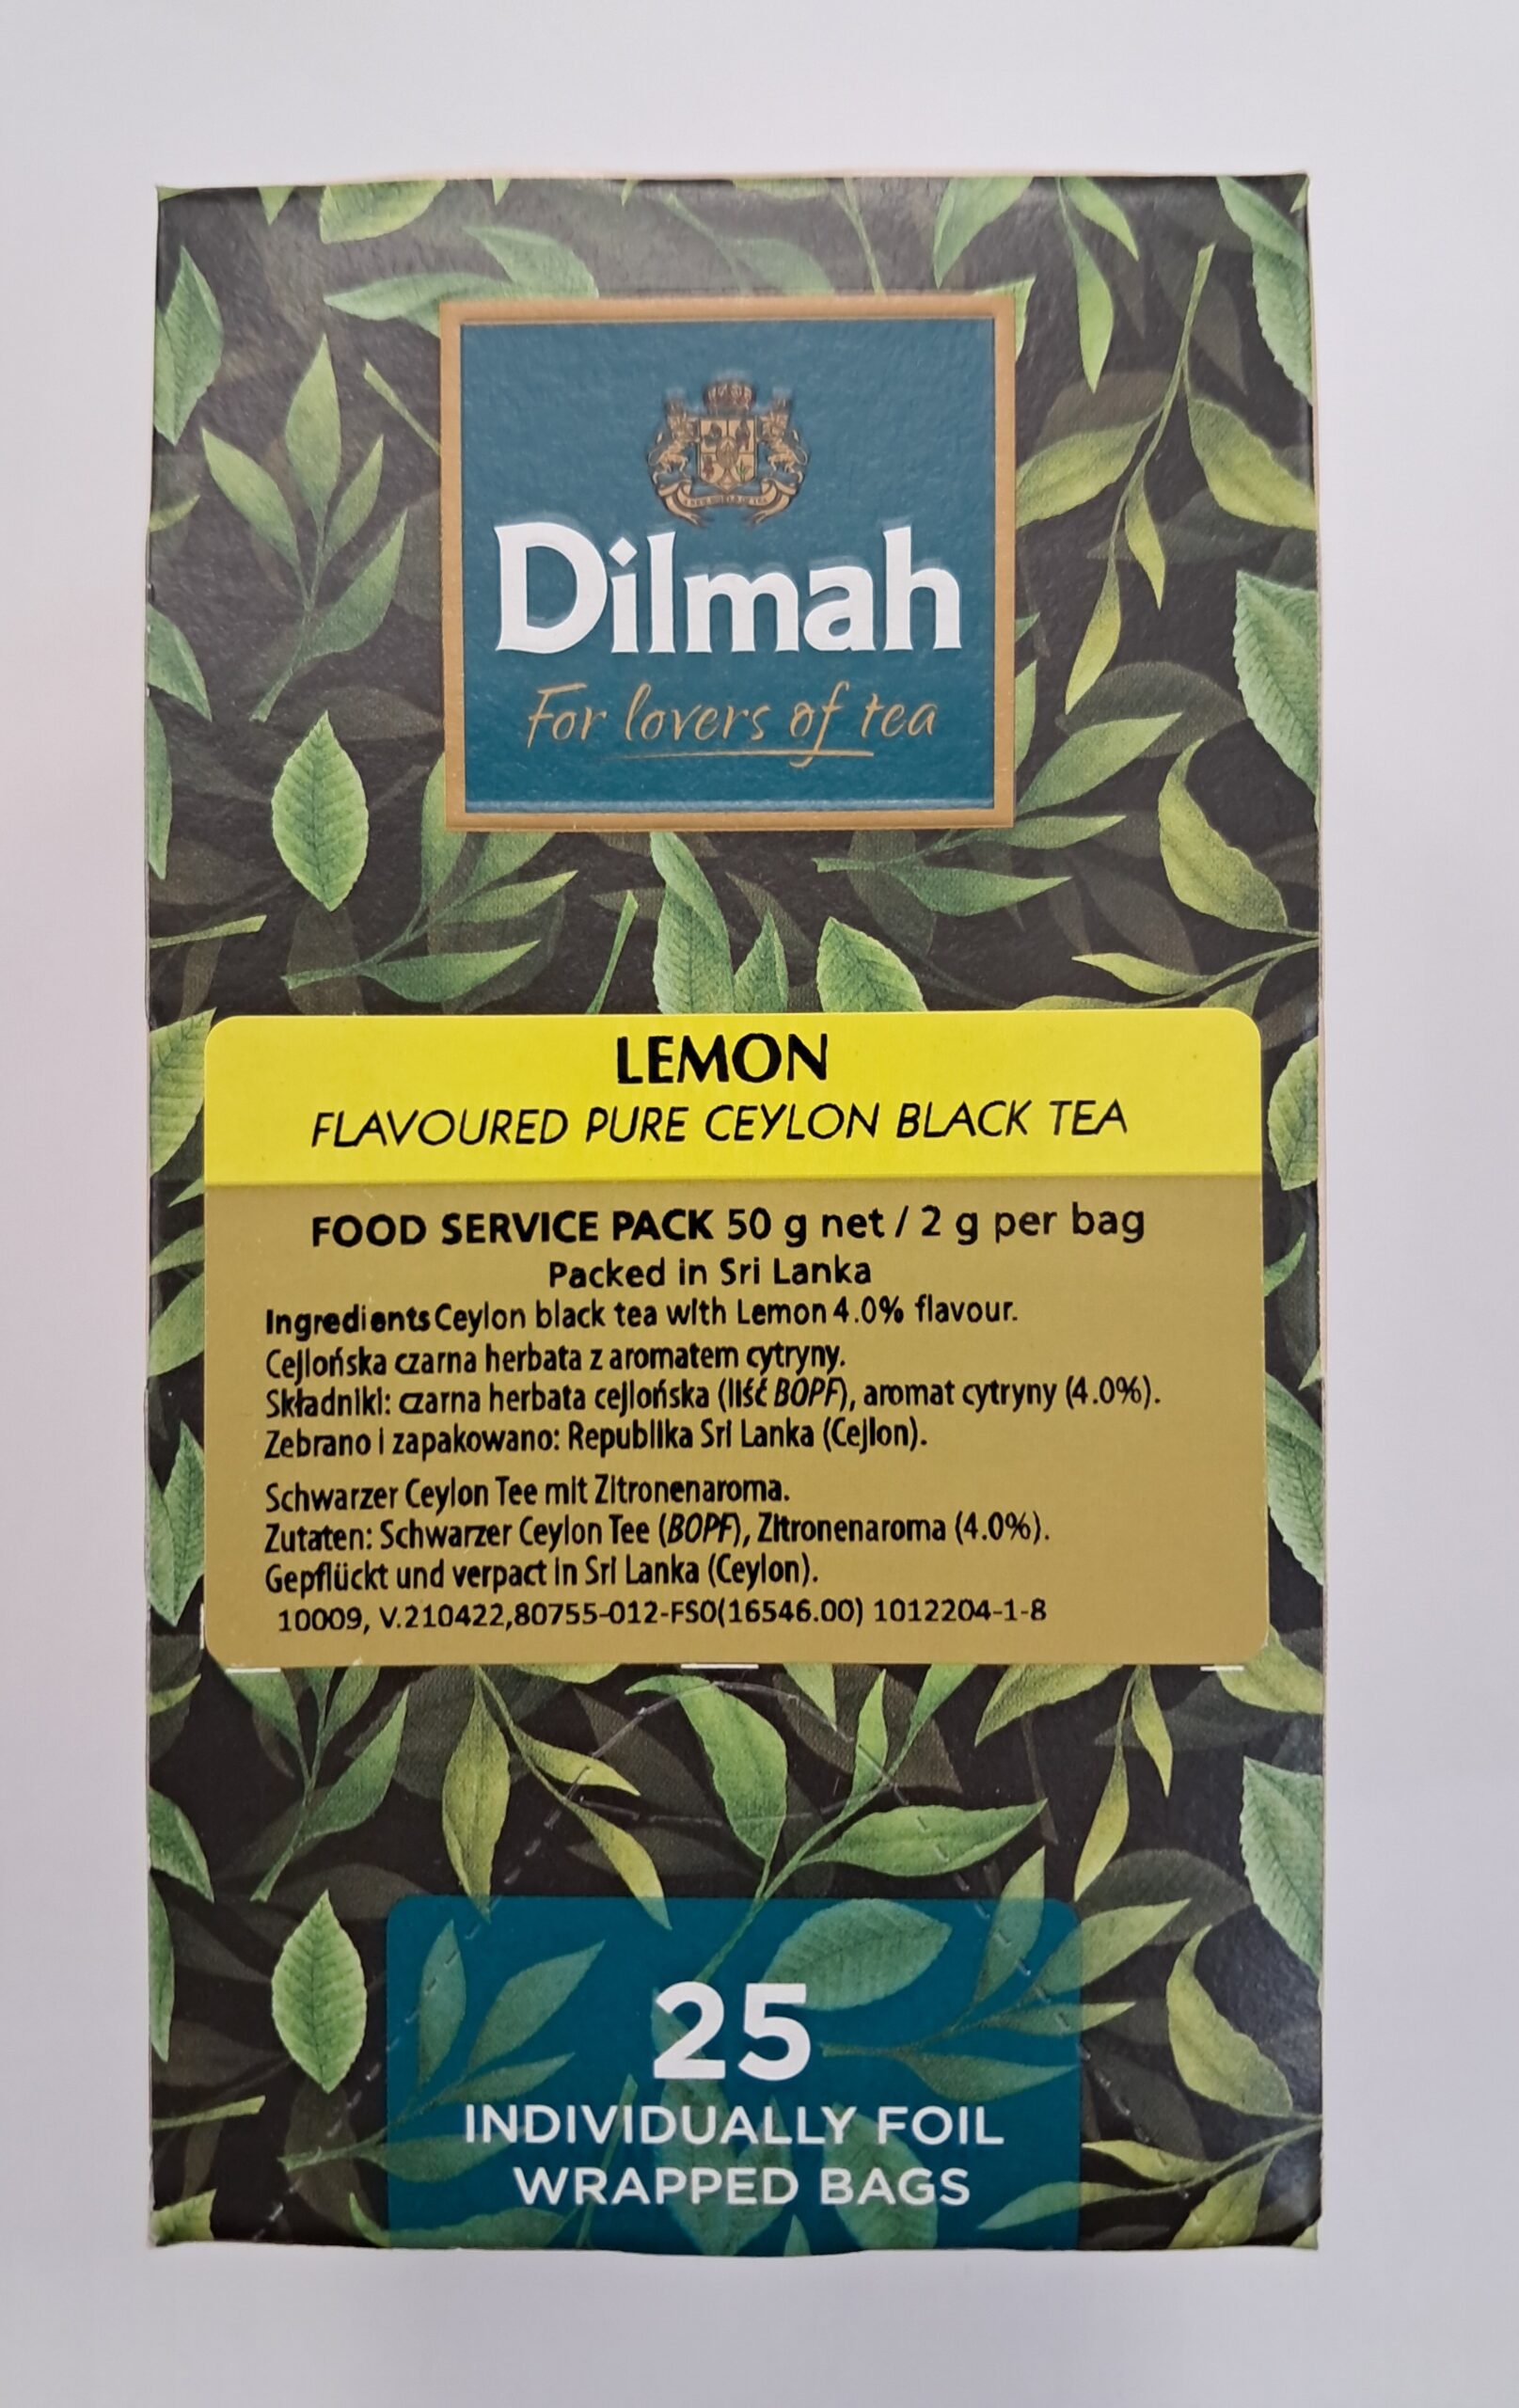 Dilmah
For lovers of tea
LEMON
FLAVOURED PURE CEYLON BLACK TEA
FOOD SERVICE PACK 50 g net / 2 g per bag
Packed in Sri Lanka
Ingredients Ceylon black tea with Lemon 4.0% flavour.
Cejlońska czarna herbata z aromatem cytryny.
Składniki: czarna herbata cejlońska (liść BOPF), aromat cytryny (4.0%).
Zebrano i zapakowano: Republika Sri Lanka (Cejlon).
Schwarzer Ceylon Tee mit Zitronenaroma.
Zutaten: Schwarzer Ceylon Tee (BOPF), Zitronenaroma (4.0%).
Gepflückt und verpact in Sri Lanka (Ceylon).
10009, V.210422,80755-012-FSO(16546.00) 1012204-1-8
25
INDIVIDUALLY FOIL
WRAPPED BAGS